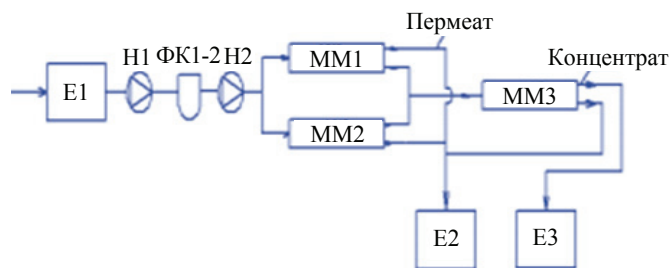 Пермеат
Н1 ФК1-2 Н2
Концентрат
ММ1
Е1
ММ3
ММ2
Е2
Е3